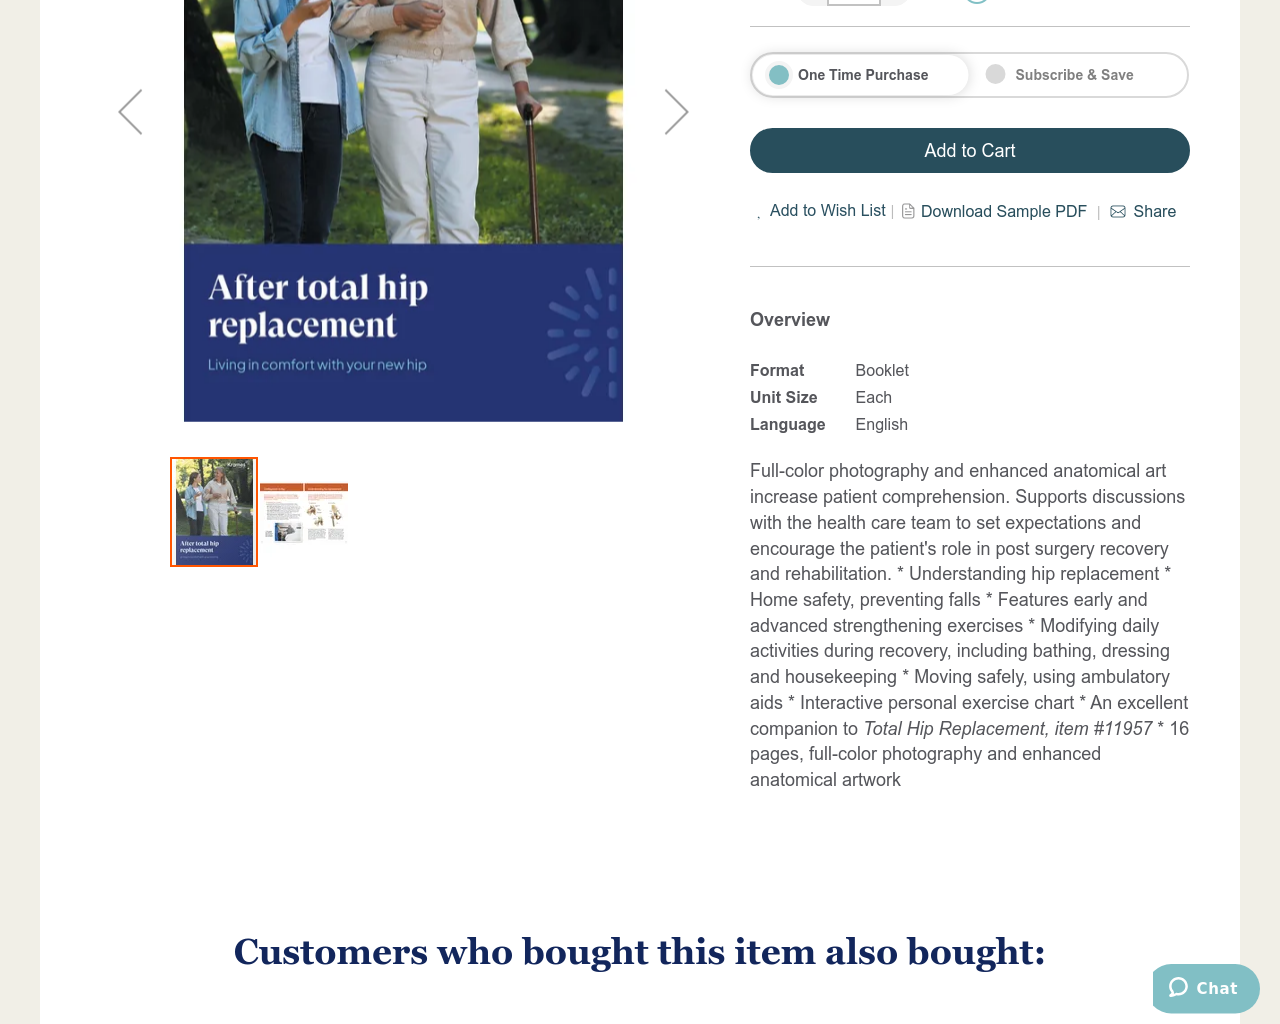 One Time Purchase
Subscribe & Save
Add to Cart
Add to Wish List | Download Sample PDF | Share
After total hip
replacement
Living in comfort with your new hip
Overview
Format Booklet
Unit Size Each
Language English
After total hip
replacement
Full-color photography and enhanced anatomical art
increase patient comprehension. Supports discussions
with the health care team to set expectations and
encourage the patient's role in post surgery recovery
and rehabilitation. * Understanding hip replacement *
Home safety, preventing falls * Features early and
advanced strengthening exercises * Modifying daily
activities during recovery, including bathing, dressing
and housekeeping * Moving safely, using ambulatory
aids * Interactive personal exercise chart * An excellent
companion to Total Hip Replacement, item #11957 * 16
pages, full-color photography and enhanced
anatomical artwork
Customers who bought this item also bought:
Chat